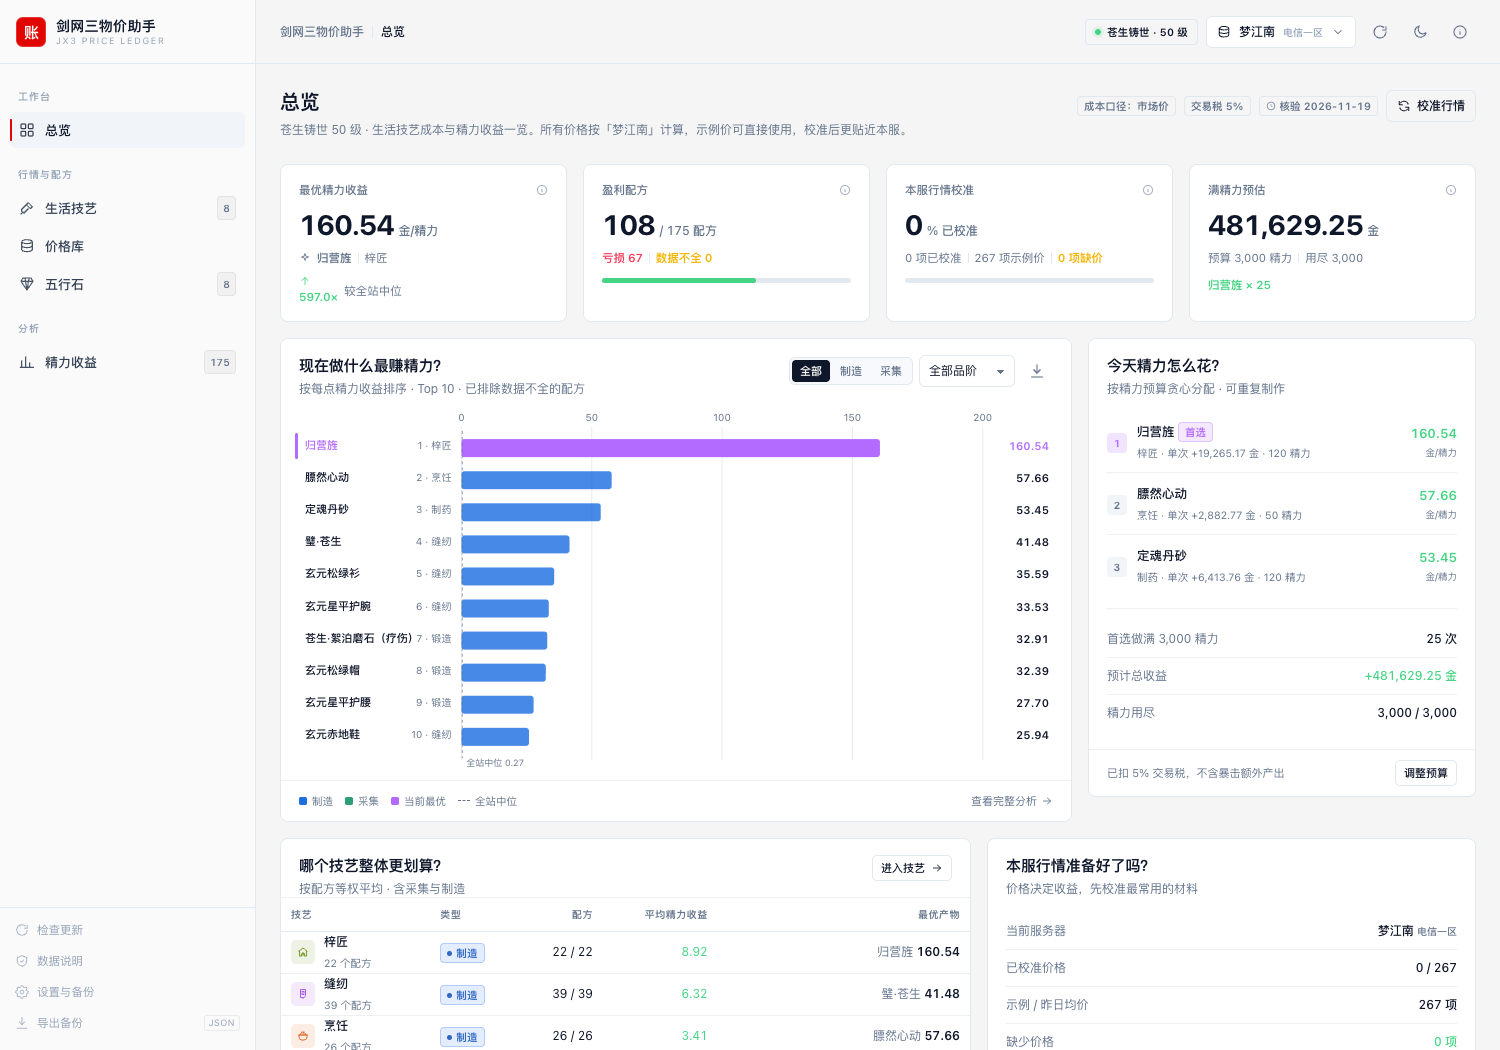 账
剑网三物价助手
JX3 PRICE LEDGER
工作台
总览
行情与配方
生活技艺 8
价格库
五行石 8
分析
精力收益 175
检查更新
数据说明
设置与备份
导出备份 JSON
剑网三物价助手 总览
苍生铸世 · 50 级
梦江南 电信一区
总览
苍生铸世 50 级 · 生活技艺成本与精力收益一览。所有价格按「梦江南」计算，示例价可直接使用，校准后更贴近本服。
成本口径：市场价
交易税 5%
核验 2026-11-19
校准行情
最优精力收益
160.54 金/精力
归营旌 梓匠
↑
597.0× 较全站中位
盈利配方
108 / 175 配方
亏损 67 数据不全 0
本服行情校准
0 % 已校准
0 项已校准 267 项示例价 0 项缺价
满精力预估
481,629.25 金
预算 3,000 精力 用尽 3,000
归营旌 × 25
现在做什么最赚精力?
按每点精力收益排序 · Top 10 · 已排除数据不全的配方
全部 制造 采集
全部品阶
0 50 100 150 200
归营旌 1 · 梓匠 160.54
膘然心动 2 · 烹饪 57.66
定魂丹砂 3 · 制药 53.45
璧·苍生 4 · 缝纫 41.48
玄元松绿衫 5 · 缝纫 35.59
玄元星平护腕 6 · 缝纫 33.53
苍生·絮泊磨石（疗伤) 7 · 锻造 32.91
玄元松绿帽 8 · 锻造 32.39
玄元星平护腰 9 · 锻造 27.70
玄元赤地鞋 10 · 缝纫 25.94
全站中位 0.27
制造 采集 当前最优 全站中位
查看完整分析 →
今天精力怎么花?
按精力预算贪心分配 · 可重复制作
1 归营旌 首选 160.54
梓匠 · 单次 +19,265.17 金 · 120 精力 金/精力
2 膘然心动 57.66
烹饪 · 单次 +2,882.77 金 · 50 精力 金/精力
3 定魂丹砂 53.45
制药 · 单次 +6,413.76 金 · 120 精力 金/精力
首选做满 3,000 精力 25 次
预计总收益 +481,629.25 金
精力用尽 3,000 / 3,000
已扣 5% 交易税，不含暴击额外产出
调整预算
哪个技艺整体更划算?
按配方等权平均 · 含采集与制造
进入技艺 →
技艺 类型 配方 平均精力收益 最优产物
梓匠 制造 22 / 22 8.92 归营旌 160.54
22 个配方
缝纫 制造 39 / 39 6.32 璧·苍生 41.48
39 个配方
烹饪 制造 26 / 26 3.41 膘然心动 57.66
26 个配方
本服行情准备好了吗?
价格决定收益，先校准最常用的材料
当前服务器 梦江南 电信一区
已校准价格 0 / 267
示例 / 昨日均价 267 项
缺少价格 0 项